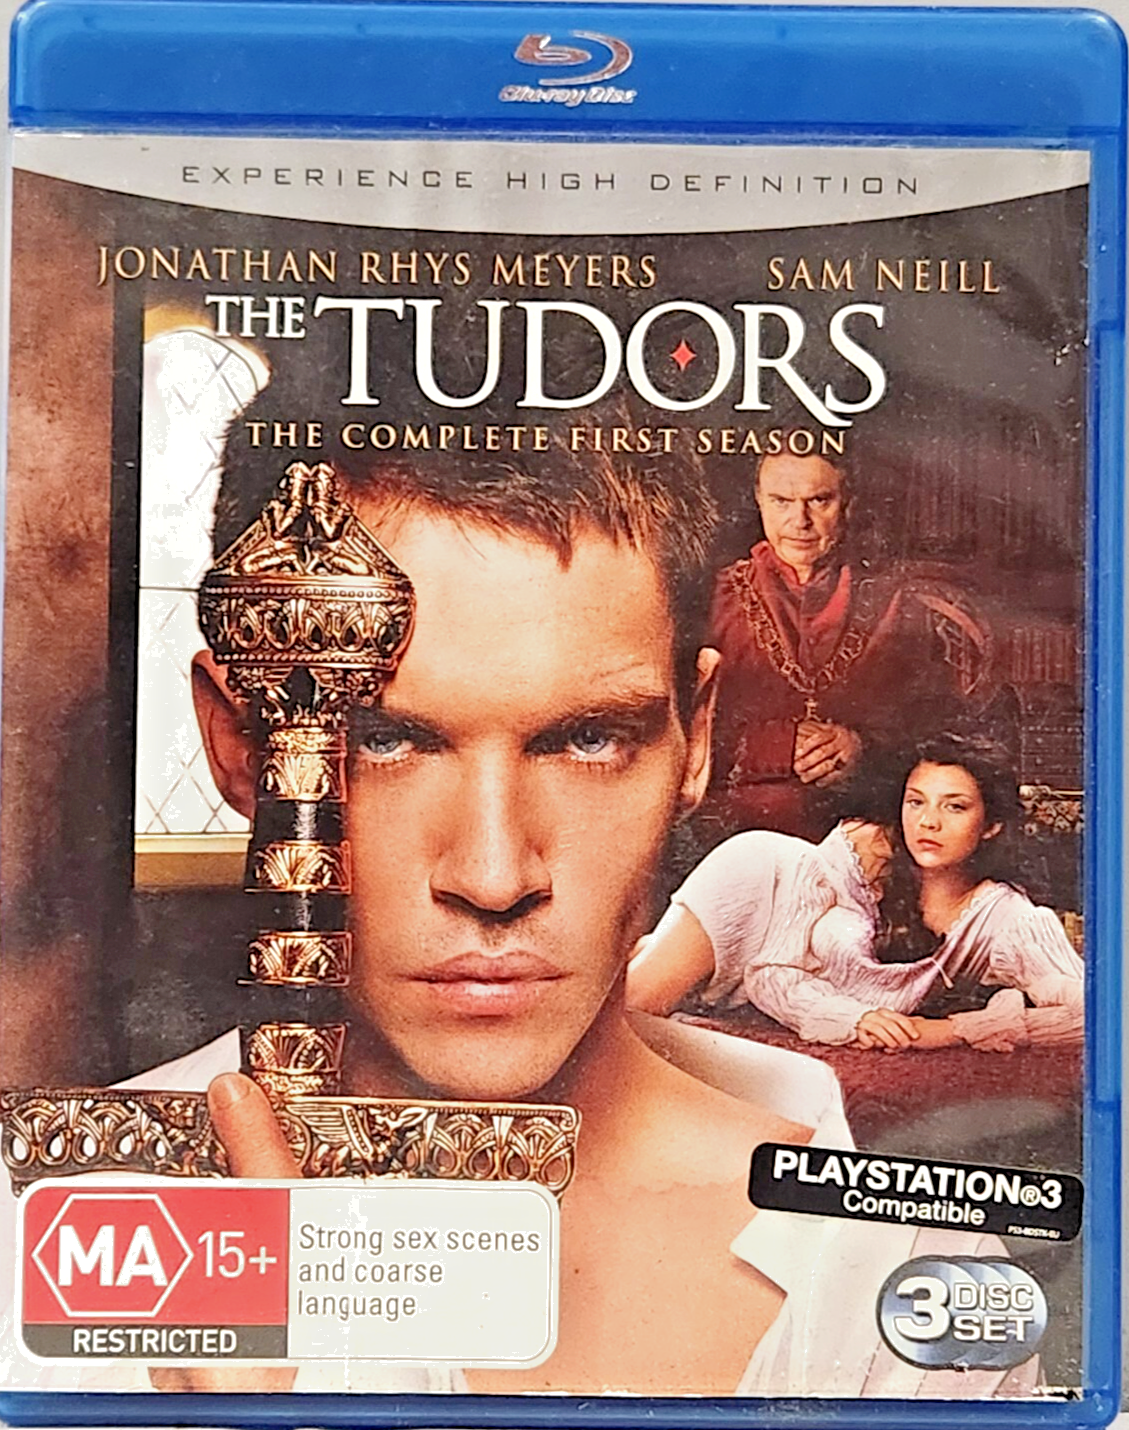 Blu-ray Disc
EXPERIENCE HIGH DEFINITION
JONATHAN RHYS MEYERS SAM NEILL
THE TUDORS
THE COMPLETE FIRST SEASON
PLAYSTATION®3
Compatible
MA 15+
RESTRICTED
Strong sex scenes
and coarse
language
3 DISC
SET